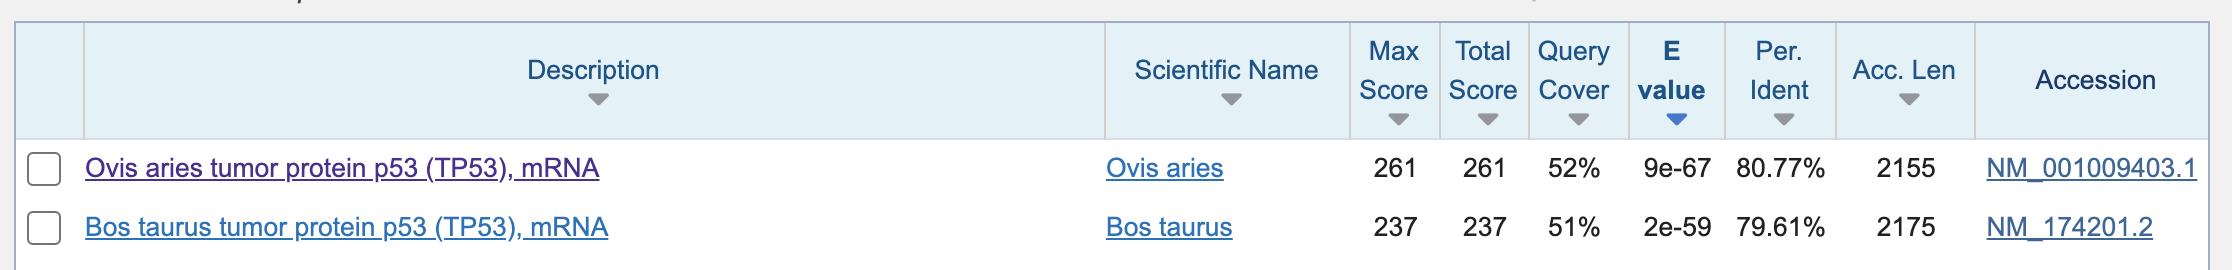 Description Scientific Name Max Score Total Score Query Cover E value Per. Ident Acc. Len Accession
Ovis aries tumor protein p53 (TP53), mRNA Ovis aries 261 261 52% 9e-67 80.77% 2155 NM_001009403.1
Bos taurus tumor protein p53 (TP53), mRNA Bos taurus 237 237 51% 2e-59 79.61% 2175 NM_174201.2